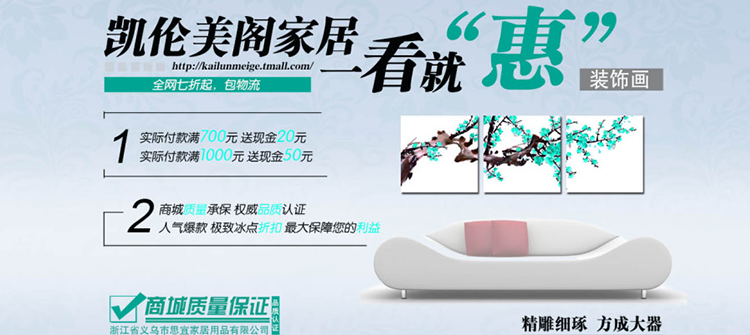 凯伦美阁家居
http://kailunmeige.tmall.com/
一看就“惠”
全网七折起，包物流
装饰画
1 实际付款满700元 送现金20元
实际付款满1000元 送现金50元
2 商城质量承保 权威品质认证
人气爆款 极致冰点折扣 最大保障您的利益
商城质量保证
品质认证
浙江省义乌市思宜家居用品有限公司
精雕细琢 方成大器